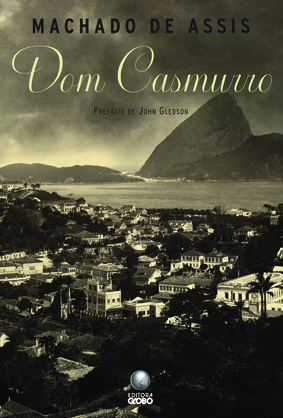 MACHADO DE ASSIS
Dom Casmurro
PREFÁCIO DE JOHN GLEDSON
EDITORA
GLOBO